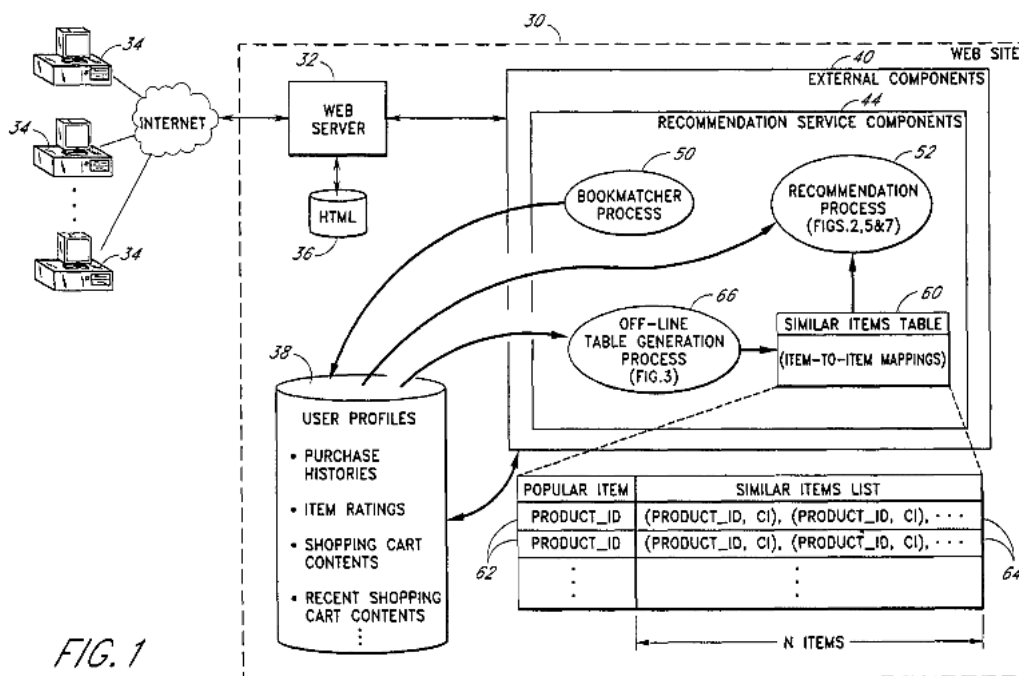 30
WEB SITE
34
32
WEB
SERVER
40
EXTERNAL COMPONENTS
44
RECOMMENDATION SERVICE COMPONENTS
INTERNET
34
50
BOOKMATCHER
PROCESS
52
RECOMMENDATION
PROCESS
(FIGS.2,5&7)
HTML
36
34
66
OFF-LINE
TABLE GENERATION
PROCESS
(FIG.3)
60
SIMILAR ITEMS TABLE
(ITEM-TO-ITEM MAPPINGS)
38
USER PROFILES
• PURCHASE
HISTORIES
• ITEM RATINGS
• SHOPPING CART
CONTENTS
• RECENT SHOPPING
CART CONTENTS
POPULAR ITEM SIMILAR ITEMS LIST
PRODUCT_ID (PRODUCT_ID, CI), (PRODUCT_ID, CI), ···
PRODUCT_ID (PRODUCT_ID, CI), (PRODUCT_ID, CI), ···
62
64
N ITEMS
FIG. 1